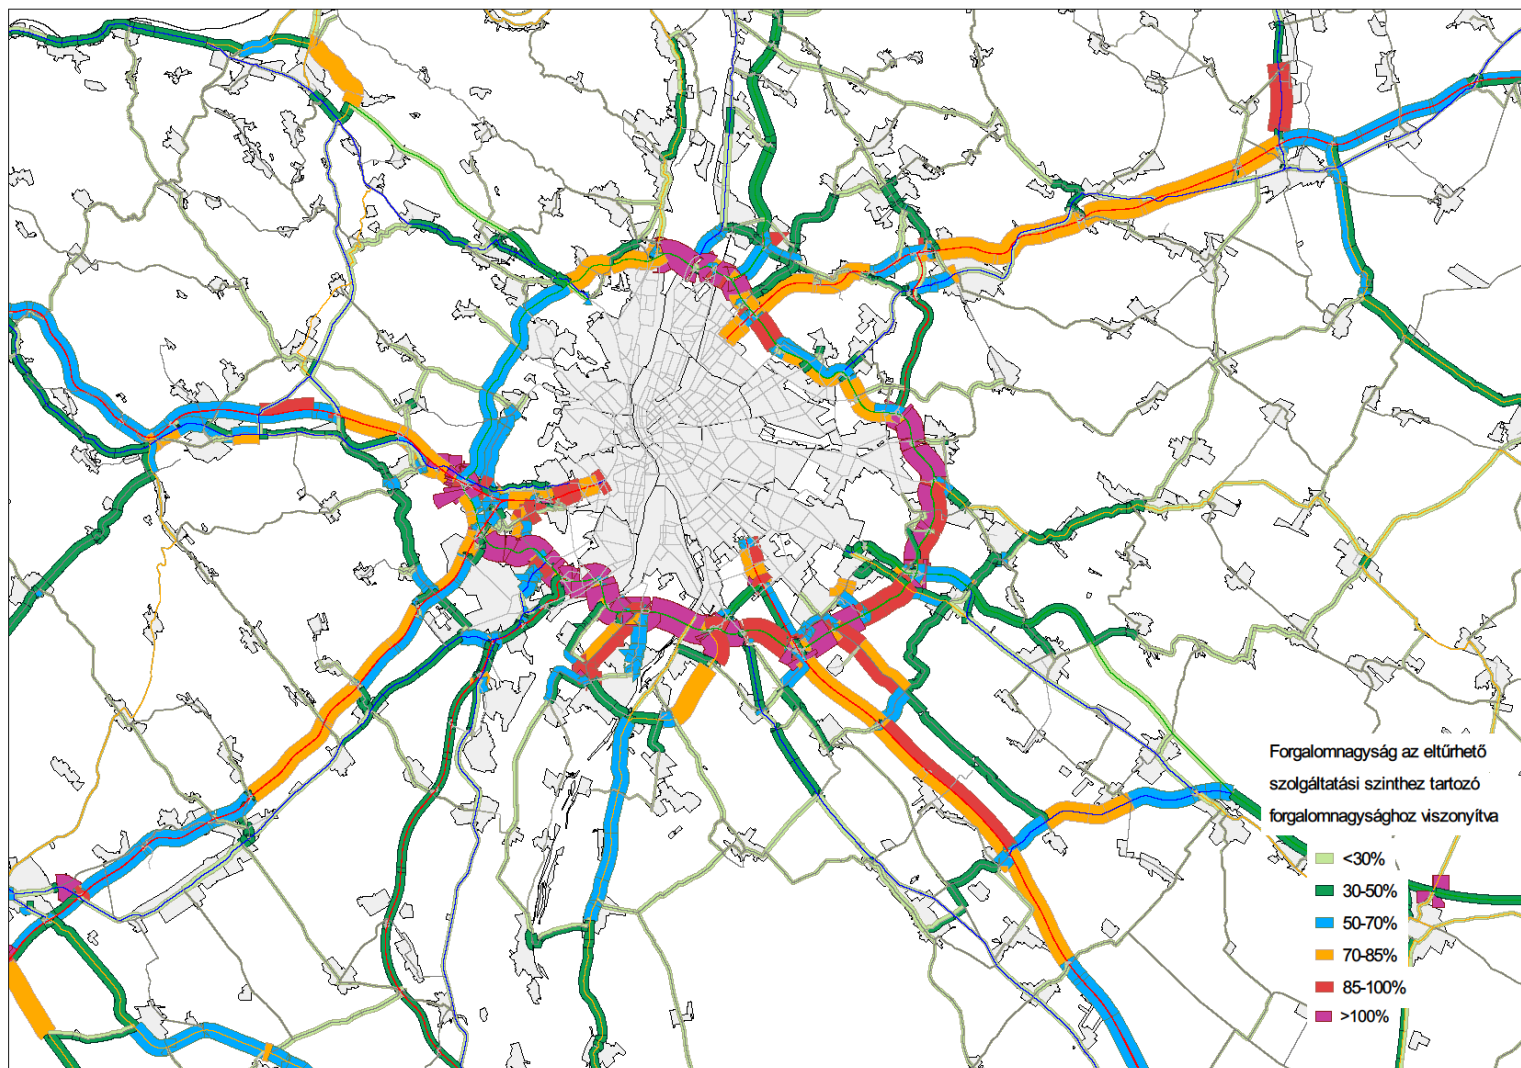 Forgalomnagyság az eltűrhető
szolgáltatási szinthez tartozó
forgalomnagysághoz viszonyítva
<30%
30-50%
50-70%
70-85%
85-100%
>100%